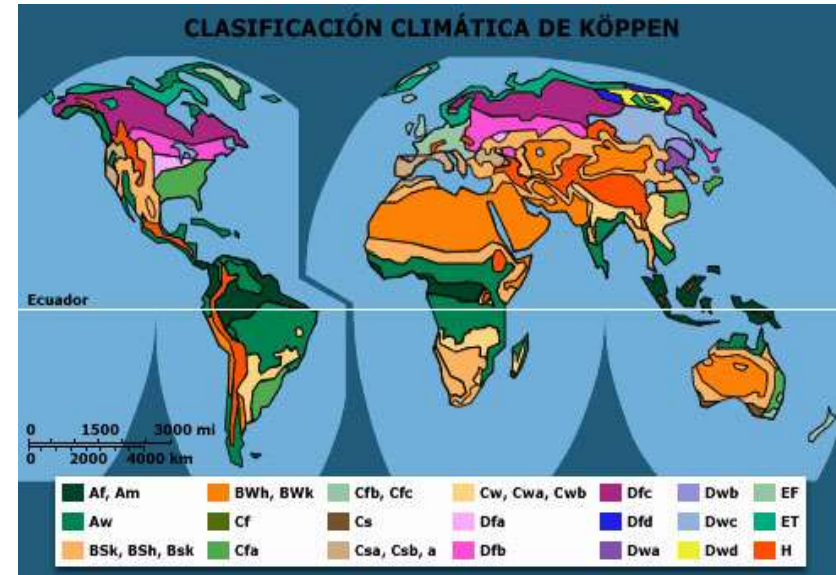 CLASIFICACIÓN CLIMÁTICA DE KÖPPEN
Ecuador
0 1500 3000 mi
0 2000 4000 km
Af, Am BWh, BWk Cfb, Cfc Cw, Cwa, Cwb Dfc Dwb EF
Aw Cf Cs Dfa Dfd Dwc ET
BSk, BSh, Bsk Cfa Csa, Csb, a Dfb Dwa Dwd H